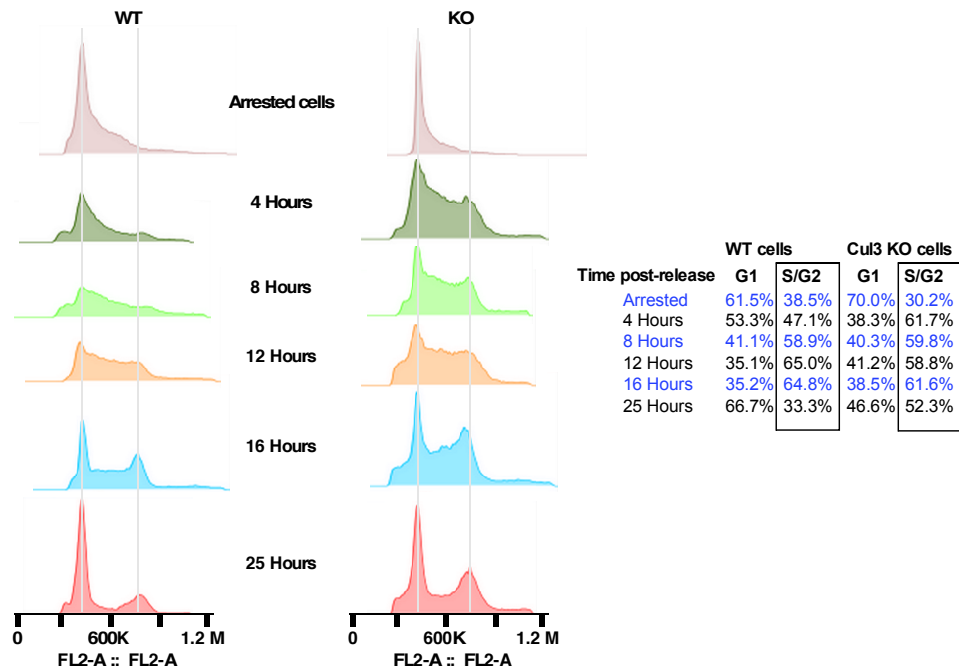 WT KO
Arrested cells
4 Hours
8 Hours
12 Hours
16 Hours
25 Hours
0 600K 1.2 M
FL2-A :: FL2-A
0 600K 1.2 M
FL2-A :: FL2-A
WT cells Cul3 KO cells
Time post-release G1 S/G2 G1 S/G2
Arrested 61.5% 38.5% 70.0% 30.2%
4 Hours 53.3% 47.1% 38.3% 61.7%
8 Hours 41.1% 58.9% 40.3% 59.8%
12 Hours 35.1% 65.0% 41.2% 58.8%
16 Hours 35.2% 64.8% 38.5% 61.6%
25 Hours 66.7% 33.3% 46.6% 52.3%